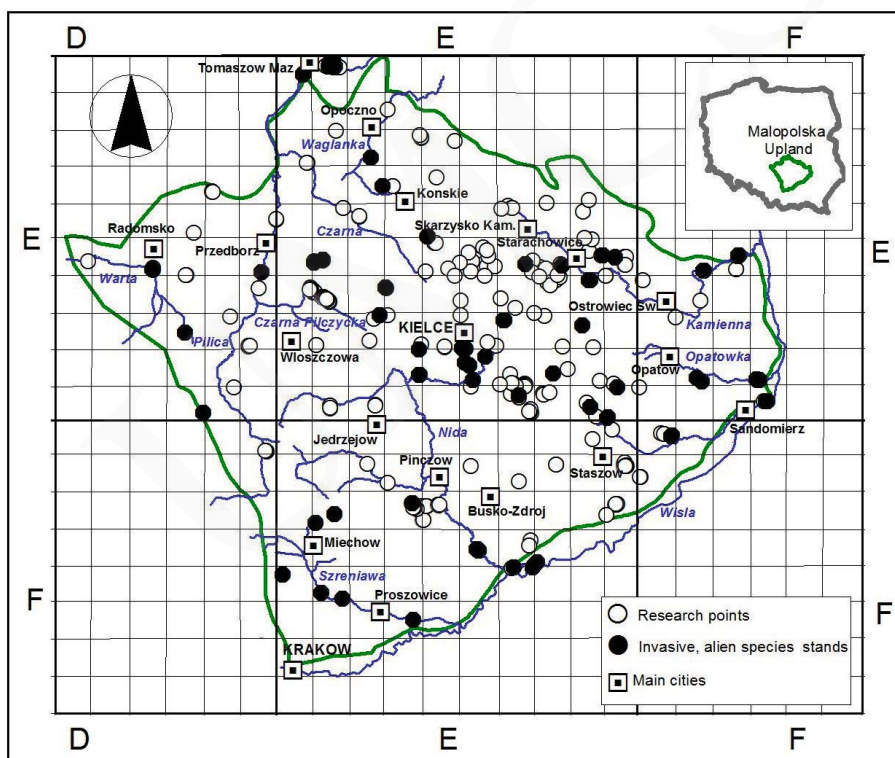 D E F
Tomaszow Maz.
Opoczno
Waglanka
Malopolska
Upland
Konskie
Radomsko
Skarzysko Kam.
E
E
Przedborz
Czarna
Starachowice
Warta
Ostrowiec Sw.
Czarna Pilczycka
KIELCE
Kamienna
Pilica
Wloszczowa
Opatow
Opatowka
Sandomierz
Jedrzejow
Nida
Pinczow
Staszow
Busko-Zdroj
Wisla
Miechow
Szreniawa
F
Proszowice
F
Research points
Invasive, alien species stands
KRAKOW
Main cities
D E F